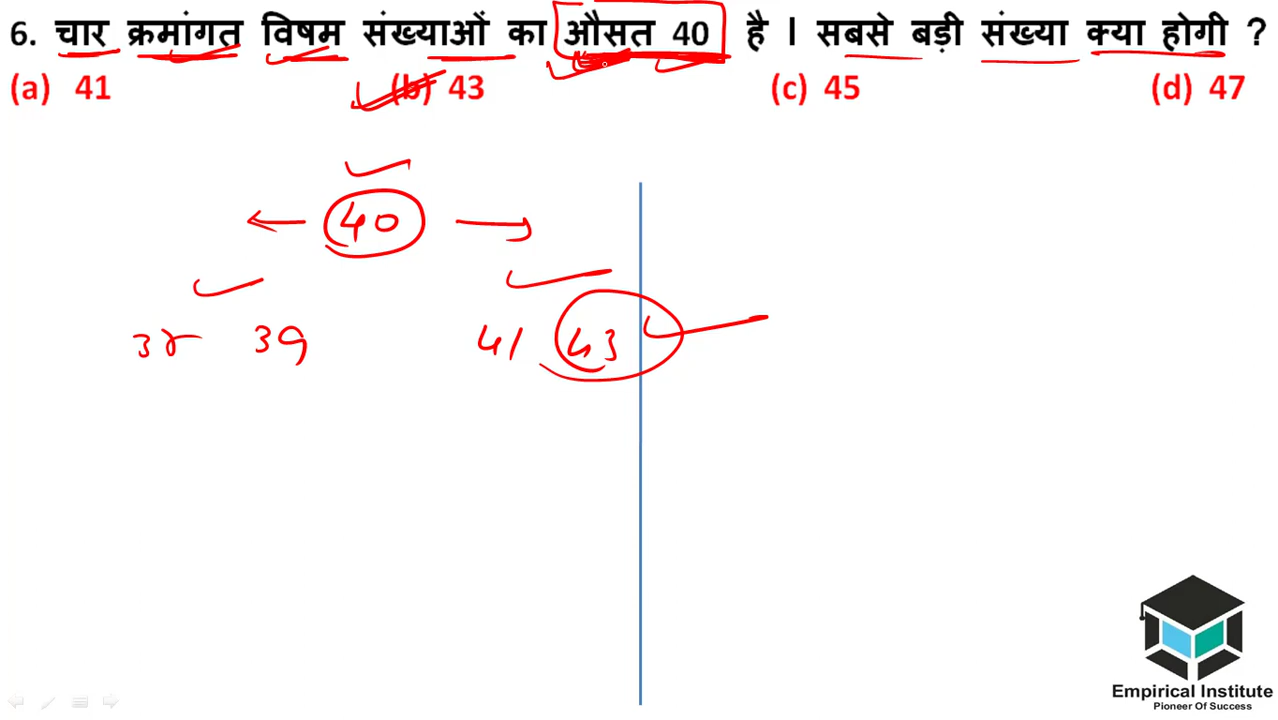 6. चार क्रमांगत विषम संख्याओं का औसत 40 है l सबसे बड़ी संख्या क्या होगी ?
(a) 41 (b) 43 (c) 45 (d) 47
40
39 41 43
Empirical Institute
Pioneer Of Success